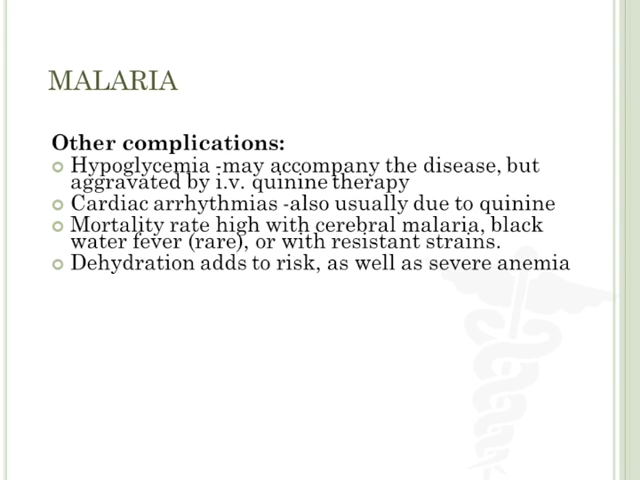 MALARIA
Other complications:
Hypoglycemia -may accompany the disease, but
aggravated by i.v. quinine therapy
Cardiac arrhythmias -also usually due to quinine
Mortality rate high with cerebral malaria, black
water fever (rare), or with resistant strains.
Dehydration adds to risk, as well as severe anemia